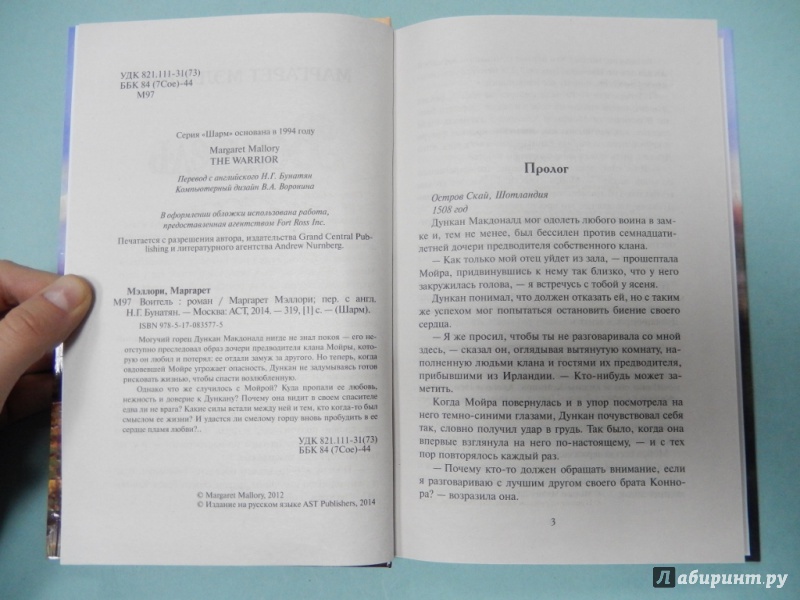 УДК 821.111-31(73)
ББК 84 (7Сое)-44
М97
Серия «Шарм» основана в 1994 году
Margaret Mallory
THE WARRIOR
Перевод с английского Н.Г. Бунатян
Компьютерный дизайн В.А. Воронина
В оформлении обложки использована работа,
предоставленная агентством Fort Ross Inc.
Печатается с разрешения автора, издательства Grand Central Pub-
lishing и литературного агентства Andrew Nurnberg.
Мэллори, Маргарет
М97 Воитель : роман / Маргарет Мэллори; пер. с англ.
Н.Г. Бунатян. — Москва: АСТ, 2014. — 319, [1] с. — (Шарм).
ISBN 978-5-17-083577-5
Могучий горец Дункан Макдоналд нигде не знал покоя — его не-
отступно преследовал образ дочери предводителя клана Мойры, кото-
рую он любил и потерял: ее отдали замуж за другого. Но теперь, когда
овдовевшей Мойре угрожает опасность, Дункан не задумываясь готов
рисковать жизнью, чтобы спасти возлюбленную.
Однако что же случилось с Мойрой? Куда пропали ее любовь,
нежность и доверие к Дункану? Почему она видит в своем спасителе
едва ли не врага? Какие силы встали между ней и тем, кто когда-то был
смыслом ее жизни? И удастся ли смелому горцу вновь пробудить в ее
сердце пламя любви?..
УДК 821.111-31(73)
ББК 84 (7Сое)-44
© Margaret Mallory, 2012
© Издание на русском языке AST Publishers, 2014
Пролог
Остров Скай, Шотландия
1508 год
Дункан Макдоналд мог одолеть любого воина в зам-
ке и, тем не менее, был бессилен против семнадцати-
летней дочери предводителя собственного клана.
— Как только мой отец уйдет из зала, — прошептала
Мойра, придвинувшись к нему так близко, что у него
закружилась голова, — я встречусь с тобой у ясеня.
Дункан понимал, что должен отказать ей, но с таким
же успехом мог попытаться остановить биение своего
сердца.
— Я же просил, чтобы ты не разговаривала со мной
здесь, — сказал он, оглядывая вытянутую комнату, на-
полненную людьми клана и гостями их предводителя,
прибывшими из Ирландии. — Кто-нибудь может за-
метить.
Когда Мойра повернулась и в упор посмотрела на
него темно-синими глазами, Дункан почувствовал себя
так, словно получил удар в грудь. Так было, когда она
впервые взглянула на него по-настоящему, — и с тех
пор повторялось каждый раз.
— Почему кто-то должен обращать внимание, если
я разговариваю с лучшим другом своего брата Конно-
ра? — возразила она.
3
Лабиринт.ру